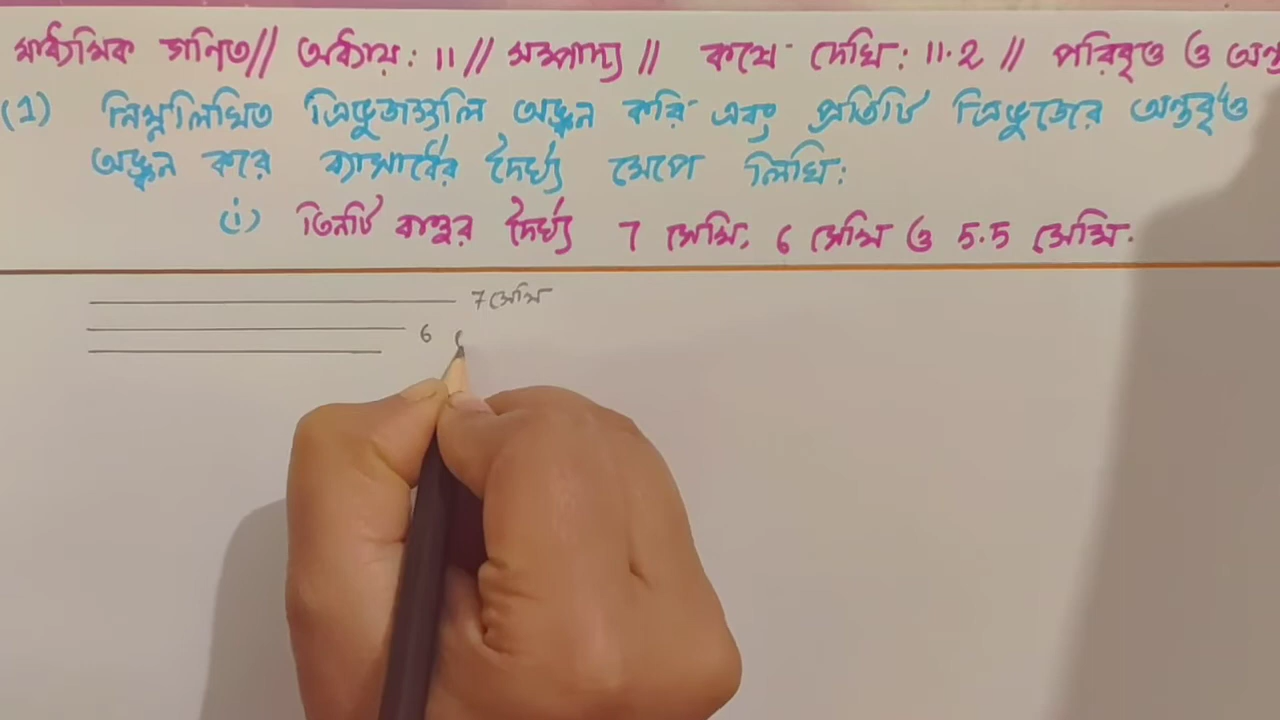 মাধ্যমিক গণিত// অধ্যায়: 11 // সম্পাদ্য // কষে দেখি: 11.2 // পরিবৃত্ত ও
(1) নিম্নলিখিত ত্রিভুজগুলি অঙ্কন করি এবং প্রতিটি ত্রিভুজের অন্তর্বৃত্ত
অঙ্কন করে ব্যাসার্ধের দৈর্ঘ্য মেপে লিখি:
(i) তিনটি বাহুর দৈর্ঘ্য 7 সেমি, 6 সেমি ও 5.5 সেমি.
7 সেমি
6